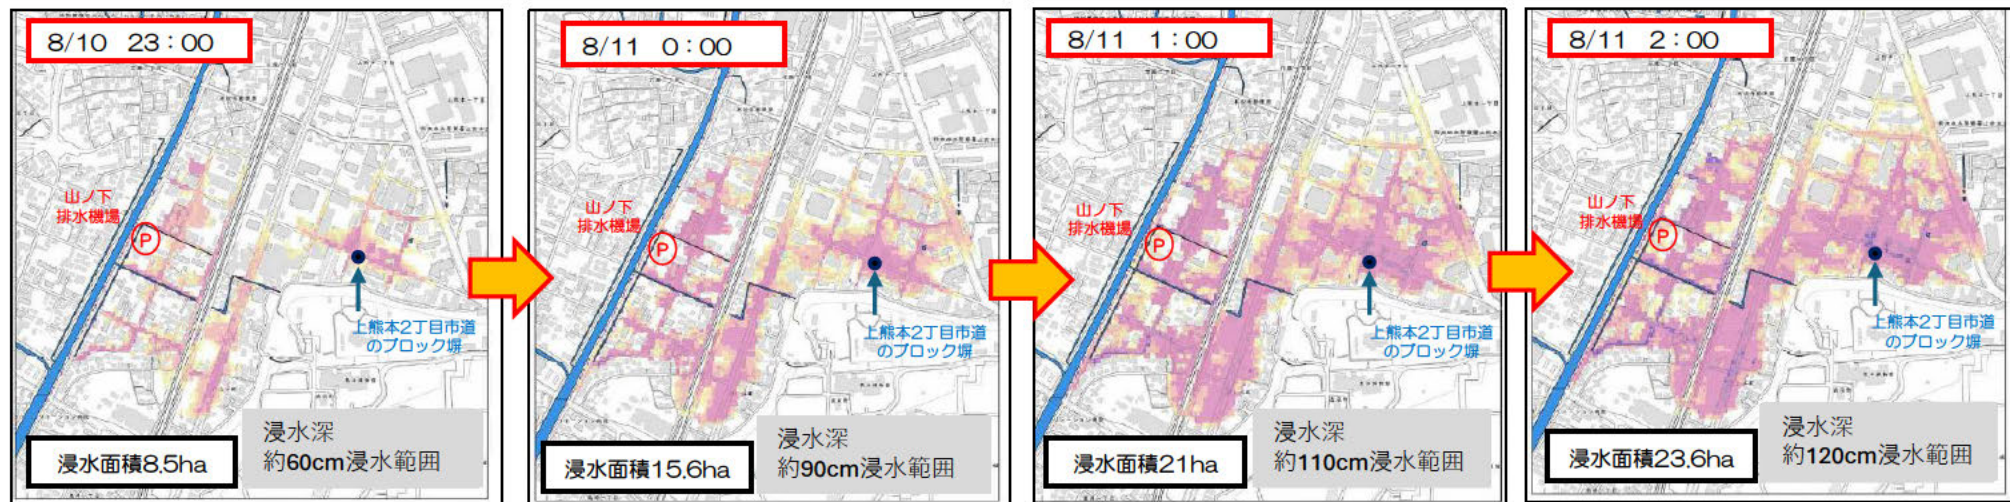 8/10 23：00
山ノ下
排水機場
P
上熊本2丁目市道
のブロック塀
浸水面積8.5ha
浸水深
約60cm浸水範囲
8/11 0：00
山ノ下
排水機場
P
上熊本2丁目市道
のブロック塀
浸水面積15.6ha
浸水深
約90cm浸水範囲
8/11 1：00
山ノ下
排水機場
P
上熊本2丁目市道
のブロック塀
浸水面積21ha
浸水深
約110cm浸水範囲
8/11 2：00
山ノ下
排水機場
P
上熊本2丁目市道
のブロック塀
浸水面積23.6ha
浸水深
約120cm浸水範囲